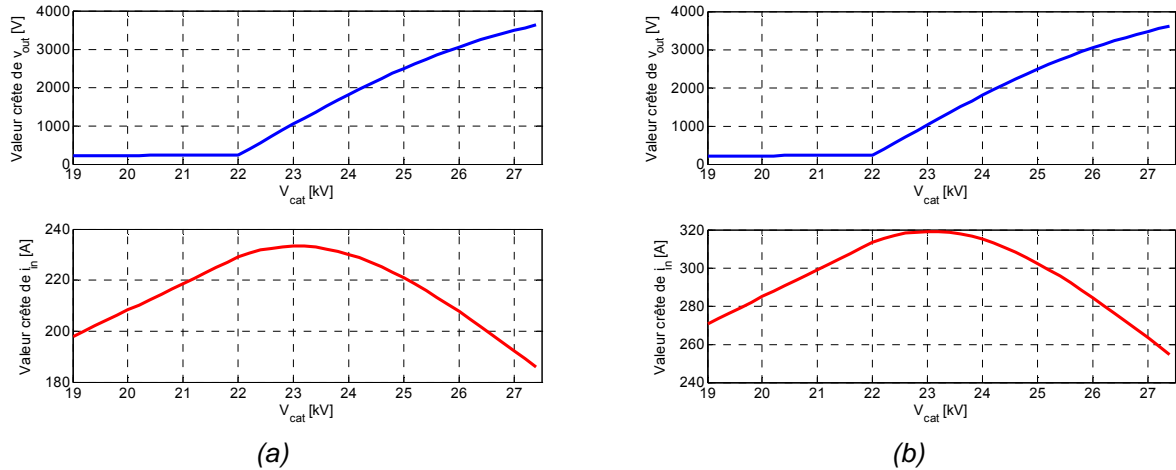 Valeur crête de v_out [V]
4000
3000
2000
1000
0
19 20 21 22 23 24 25 26 27
V_cat [kV]
Valeur crête de i_in [A]
240
220
200
180
19 20 21 22 23 24 25 26 27
V_cat [kV]
(a)
Valeur crête de v_out [V]
4000
3000
2000
1000
0
19 20 21 22 23 24 25 26 27
V_cat [kV]
Valeur crête de i_in [A]
320
300
280
260
240
19 20 21 22 23 24 25 26 27
V_cat [kV]
(b)